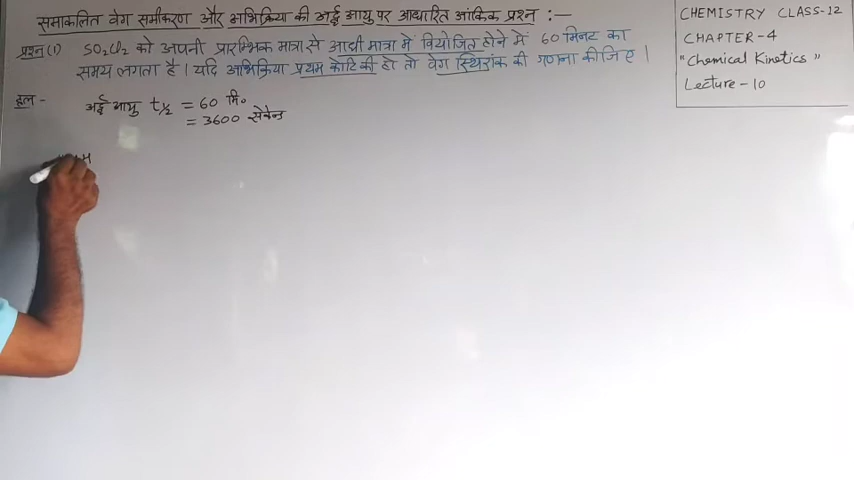 समाकलित वेग समीकरण और अभिक्रिया की अर्द्ध आयु पर आधारित आंकिक प्रश्न :—
प्रश्न (1) SO₂Cl₂ को अपनी प्रारम्भिक मात्रा से आधी मात्रा में वियोजित होने में 60 मिनट का
समय लगता है। यदि अभिक्रिया प्रथम कोटि की हो तो वेग स्थिरांक की गणना कीजिए।
हल -
अर्द्ध आयु t₁/₂ = 60 मि०
= 3600 सेकेन्ड
CHEMISTRY CLASS-12
CHAPTER-4
"Chemical Kinetics"
Lecture-10